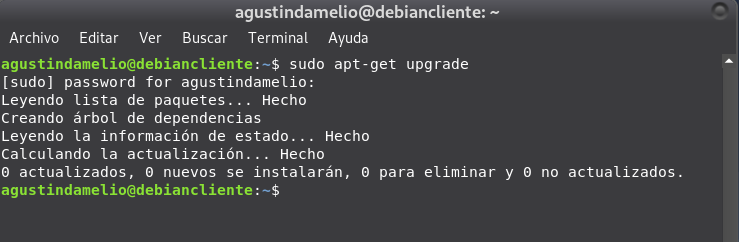 agustindamelio@debiancliente: ~
Archivo Editar Ver Buscar Terminal Ayuda
agustindamelio@debiancliente:~$ sudo apt-get upgrade
[sudo] password for agustindamelio:
Leyendo lista de paquetes... Hecho
Creando árbol de dependencias
Leyendo la información de estado... Hecho
Calculando la actualización... Hecho
0 actualizados, 0 nuevos se instalarán, 0 para eliminar y 0 no actualizados.
agustindamelio@debiancliente:~$